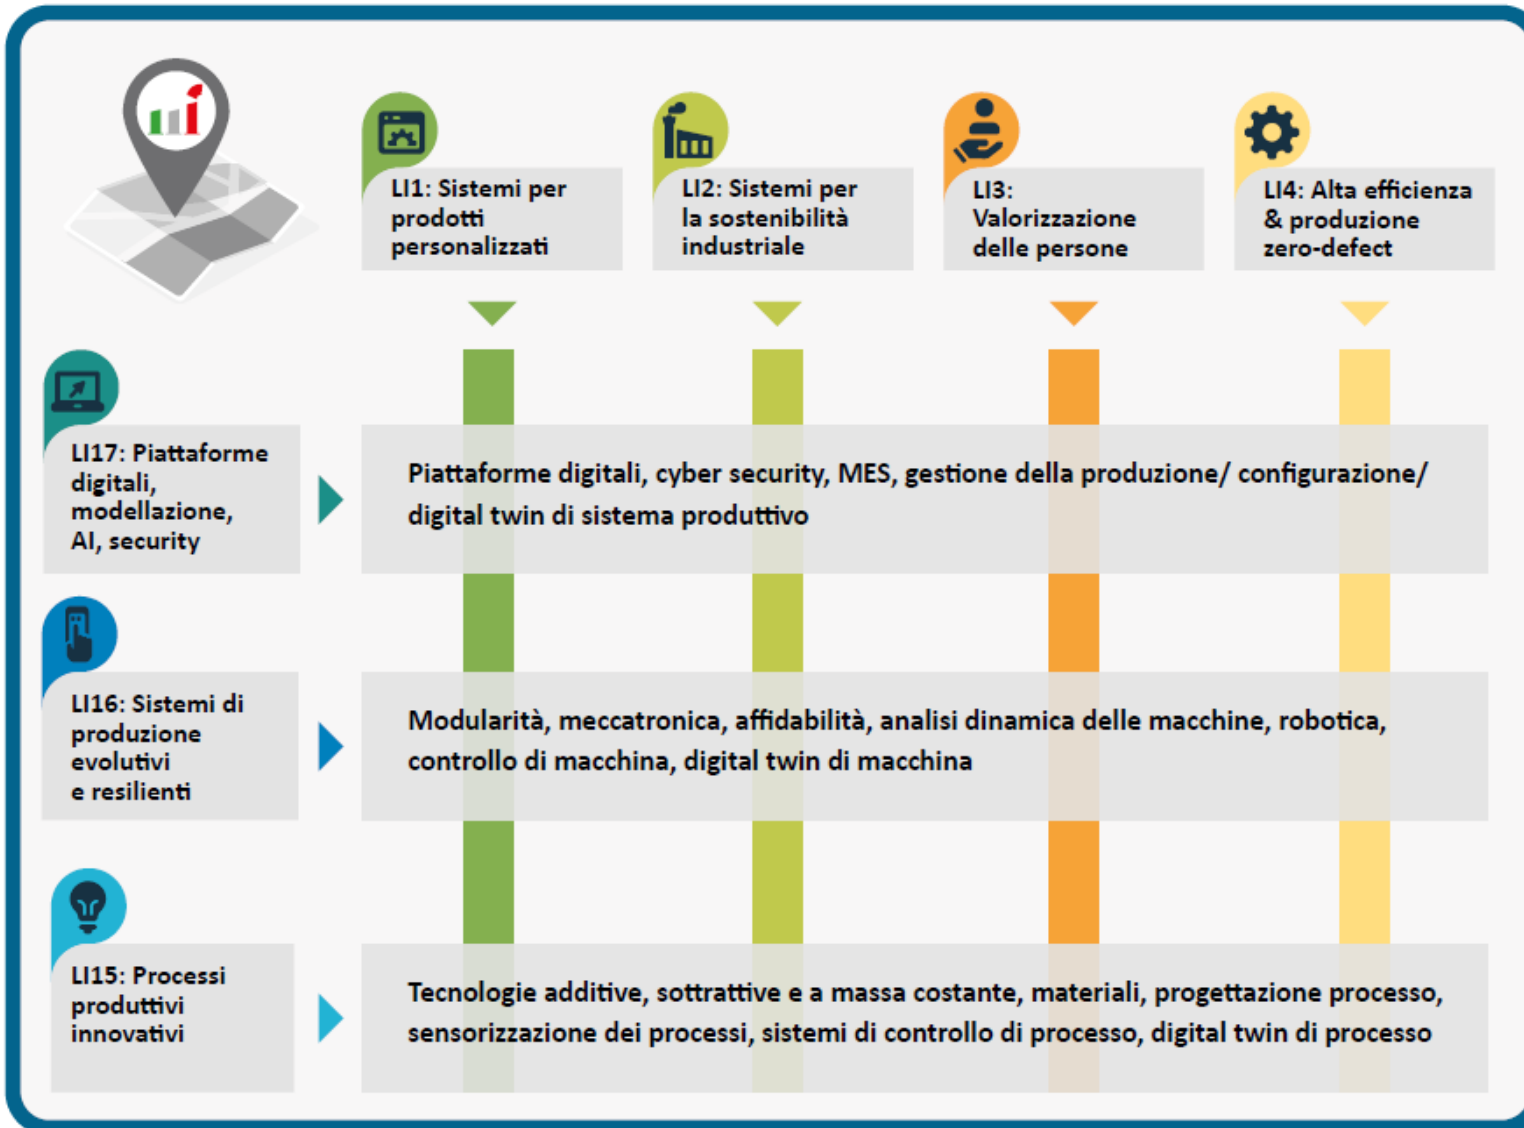 LI1: Sistemi per
prodotti
personalizzati
LI2: Sistemi per
la sostenibilità
industriale
LI3:
Valorizzazione
delle persone
LI4: Alta efficienza
& produzione
zero-defect
LI17: Piattaforme
digitali,
modellazione,
AI, security
Piattaforme digitali, cyber security, MES, gestione della produzione/ configurazione/
digital twin di sistema produttivo
LI16: Sistemi di
produzione
evolutivi
e resilienti
Modularità, meccatronica, affidabilità, analisi dinamica delle macchine, robotica,
controllo di macchina, digital twin di macchina
LI15: Processi
produttivi
innovativi
Tecnologie additive, sottrattive e a massa costante, materiali, progettazione processo,
sensorizzazione dei processi, sistemi di controllo di processo, digital twin di processo